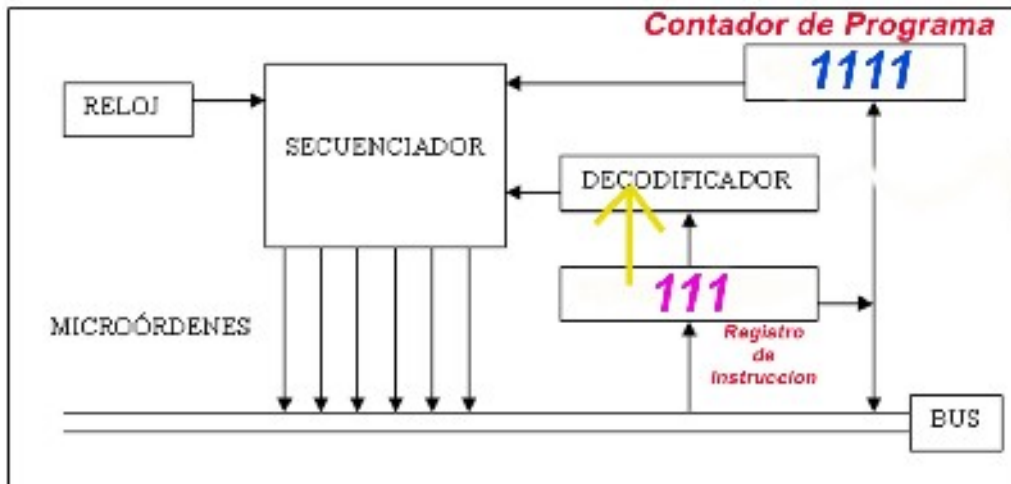 Contador de Programa
1111
RELOJ
SECUENCIADOR
DECODIFICADOR
111
MICROÓRDENES
Registro
de
instruccion
BUS